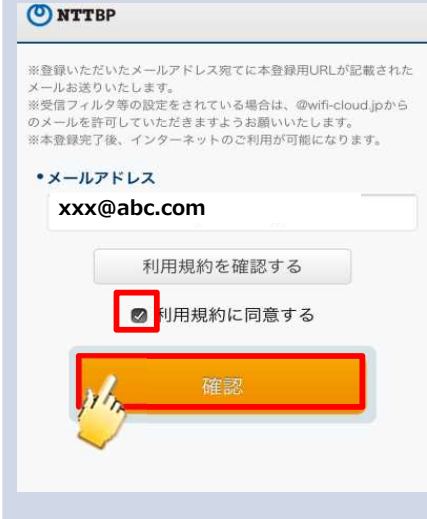 NTTBP
※登録いただいたメールアドレス宛てに本登録用URLが記載された
メールお送りいたします。
※受信フィルタ等の設定をされている場合は、@wifi-cloud.jpから
のメールを許可していただきますようお願いいたします。
※本登録完了後、インターネットのご利用が可能になります。
•メールアドレス
xxx@abc.com
利用規約を確認する
利用規約に同意する
確認